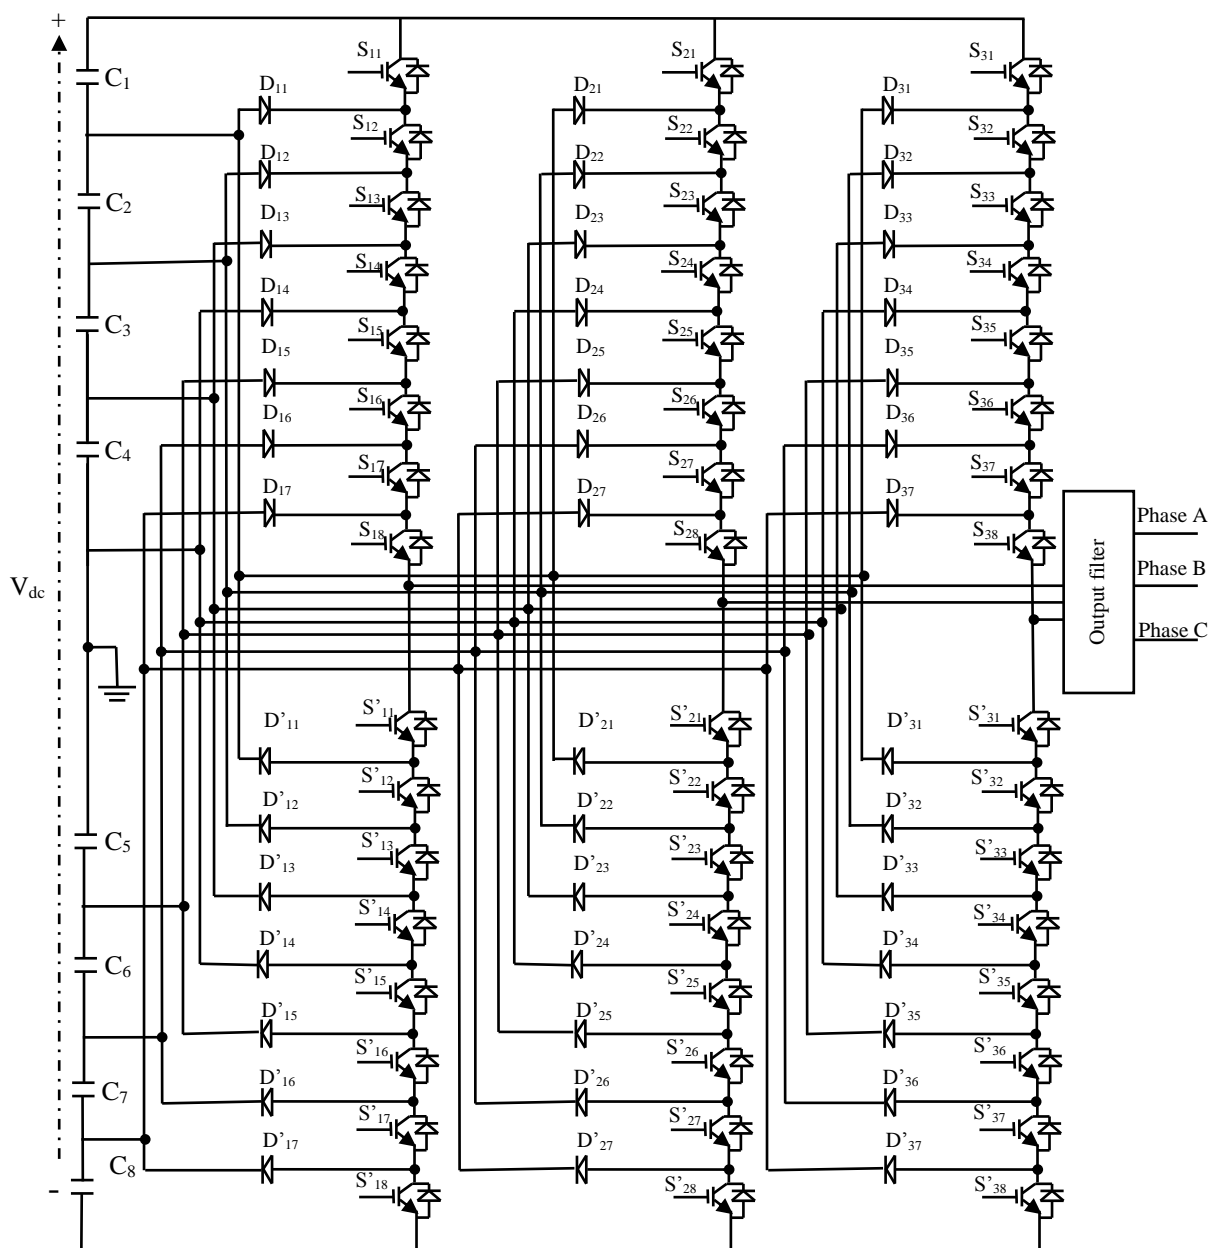 +
S11 S21 S31
C1
D11 D21 D31
S12 S22 S32
D12 D22 D32
C2
S13 S23 S33
D13 D23 D33
S14 S24 S34
D14 D24 D34
C3
S15 S25 S35
D15 D25 D35
S16 S26 S36
D16 D26 D36
C4
S17 S27 S37
D17 D27 D37
S18 S28 S38
Phase A
Vdc
Output filter
Phase B
Phase C
S'11 S'21 S'31
D'11 D'21 D'31
S'12 S'22 S'32
D'12 D'22 D'32
C5
S'13 S'23 S'33
D'13 D'23 D'33
S'14 S'24 S'34
D'14 D'24 D'34
C6
S'15 S'25 S'35
D'15 D'25 D'35
S'16 S'26 S'36
D'16 D'26 D'36
C7
S'17 S'27 S'37
D'17 D'27 D'37
C8
S'18 S'28 S'38
-